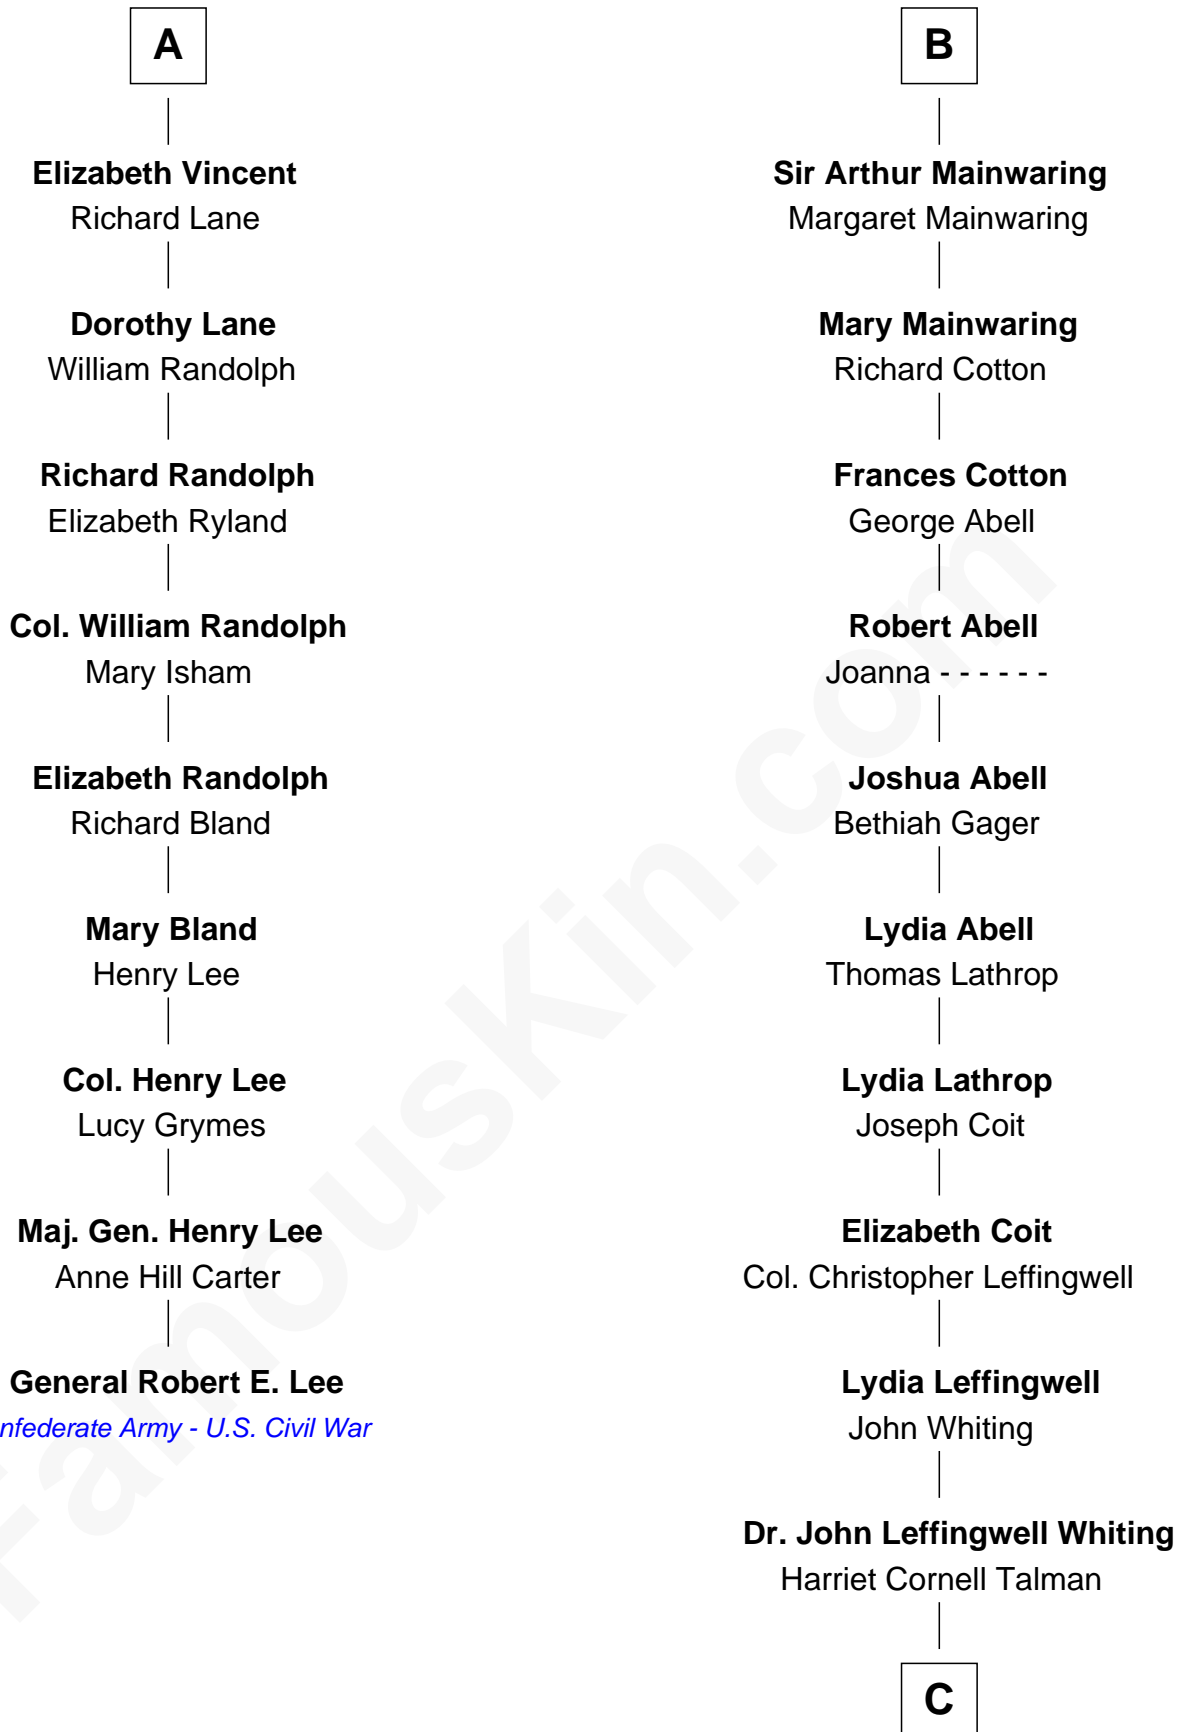 A
Elizabeth Vincent
Richard Lane
Dorothy Lane
William Randolph
Richard Randolph
Elizabeth Ryland
Col. William Randolph
Mary Isham
Elizabeth Randolph
Richard Bland
Mary Bland
Henry Lee
Col. Henry Lee
Lucy Grymes
Maj. Gen. Henry Lee
Anne Hill Carter
General Robert E. Lee
nfederate Army - U.S. Civil War
B
Sir Arthur Mainwaring
Margaret Mainwaring
Mary Mainwaring
Richard Cotton
Frances Cotton
George Abell
Robert Abell
Joanna - - - - - -
Joshua Abell
Bethiah Gager
Lydia Abell
Thomas Lathrop
Lydia Lathrop
Joseph Coit
Elizabeth Coit
Col. Christopher Leffingwell
Lydia Leffingwell
John Whiting
Dr. John Leffingwell Whiting
Harriet Cornell Talman
C
FamousKin.com